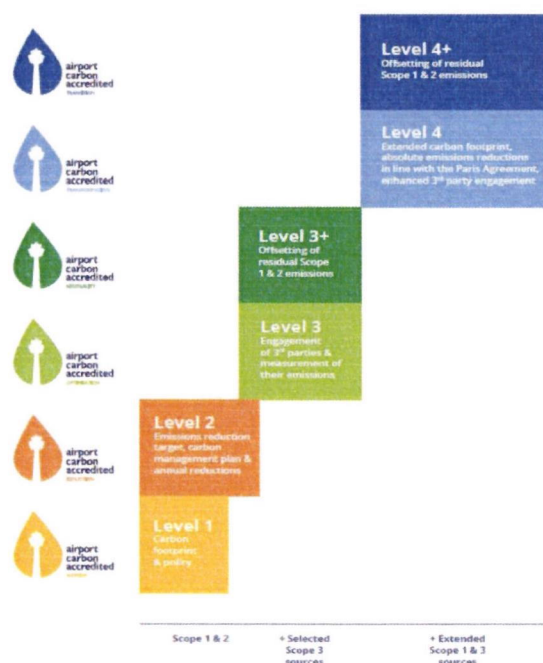 airport
carbon
accredited
Level 4+
Offsetting of residual
Scope 1 & 2 emissions
airport
carbon
accredited
Level 4
Extended carbon footprint,
absolute emissions reductions
in line with the Paris Agreement,
enhanced 3rd party engagement
airport
carbon
accredited
Level 3+
Offsetting of
residual Scope
1 & 2 emissions
airport
carbon
accredited
Level 3
Engagement
of 3rd parties &
measurement of
their emissions
airport
carbon
accredited
Level 2
Emissions reduction
target, carbon
management plan &
annual reductions
airport
carbon
accredited
Level 1
Carbon
footprint
& policy
Scope 1 & 2
+ Selected
Scope 3
sources
+ Extended
Scope 1 & 3
sources